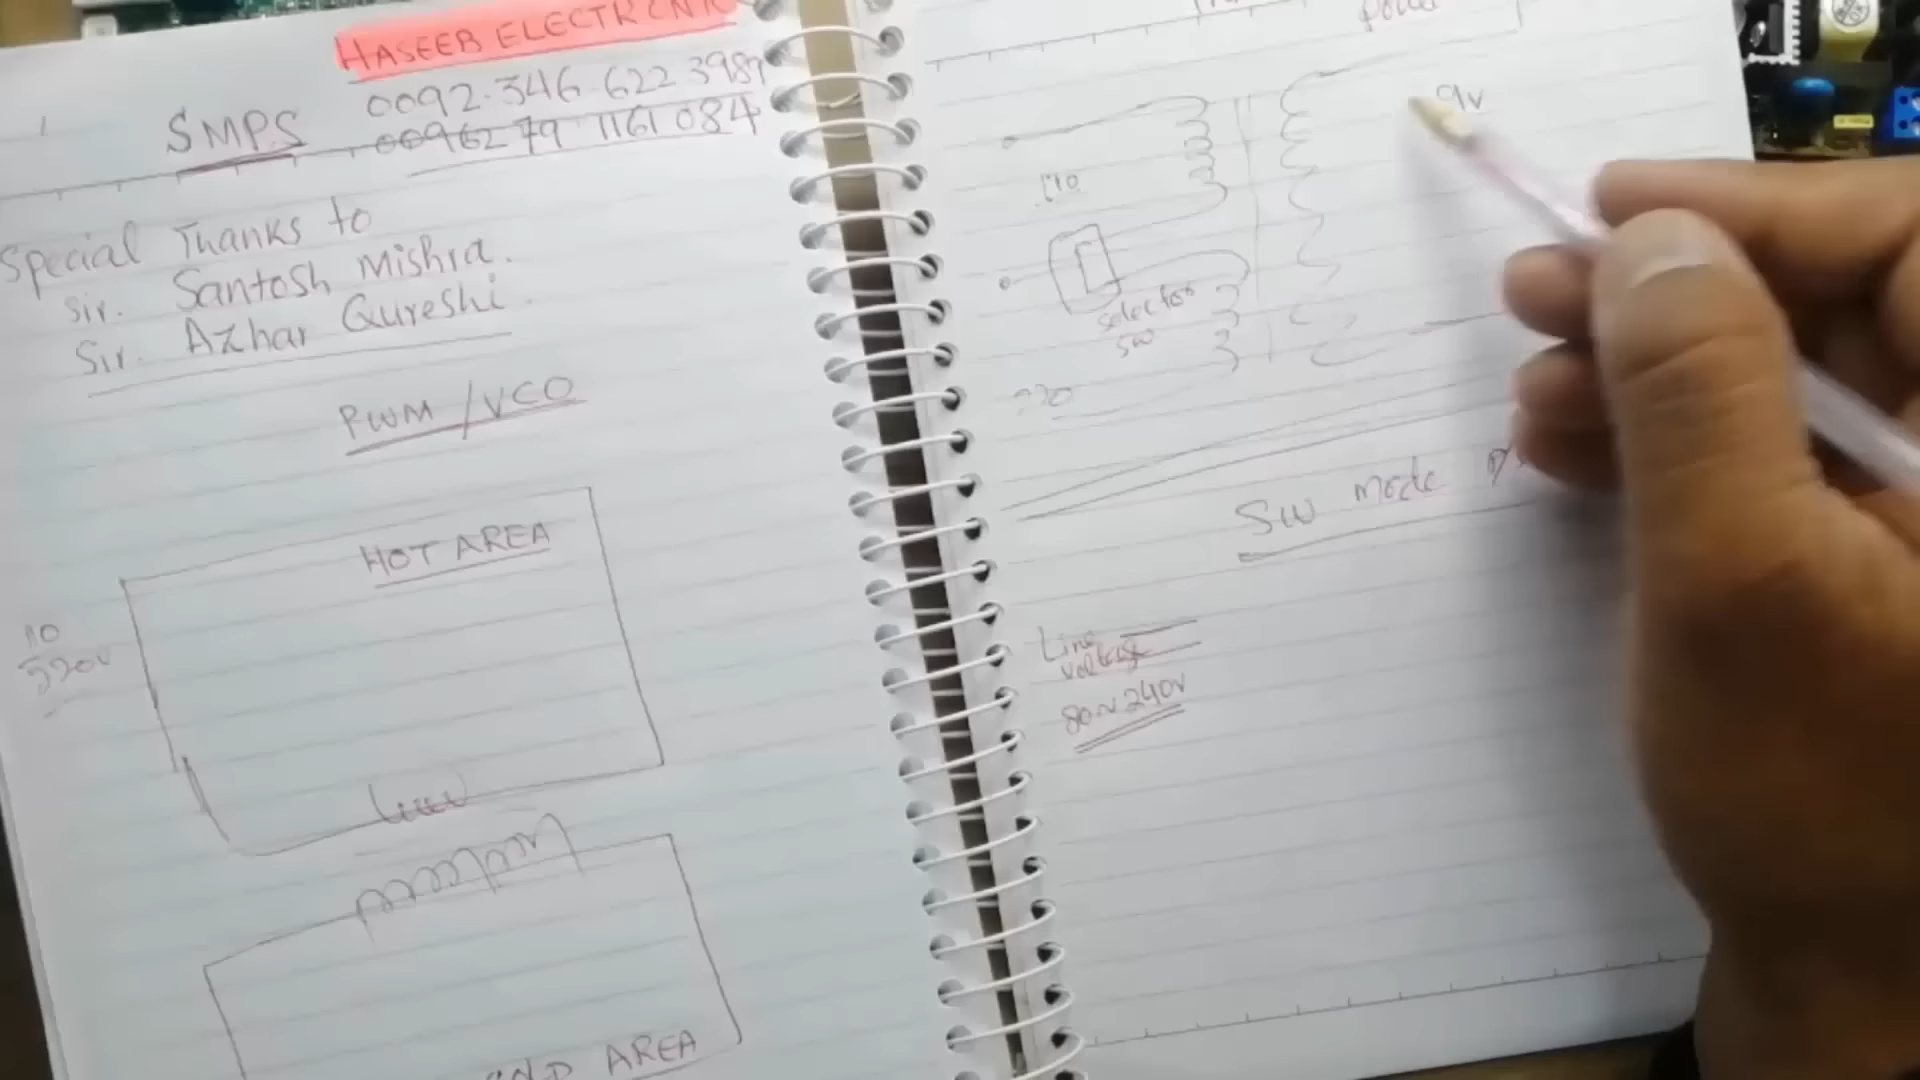 HASEEB ELECTRONIC
0092.346.622 3989
SMPS
00962 79 1161 084
Special Thanks to
Sir. Santosh Mishra.
Sir. Azhar Qureshi.
PWM/VCO
HOT AREA
110
220V
AREA
Power
9v
110
selector
SW
220
SW mode
Line
voltage
80~240V